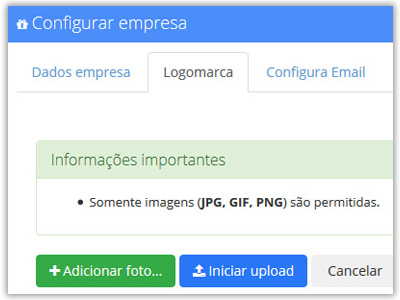 Configurar empresa
Dados empresa Logomarca Configura Email
Informações importantes
Somente imagens (JPG, GIF, PNG) são permitidas.
Adicionar foto... Iniciar upload Cancelar